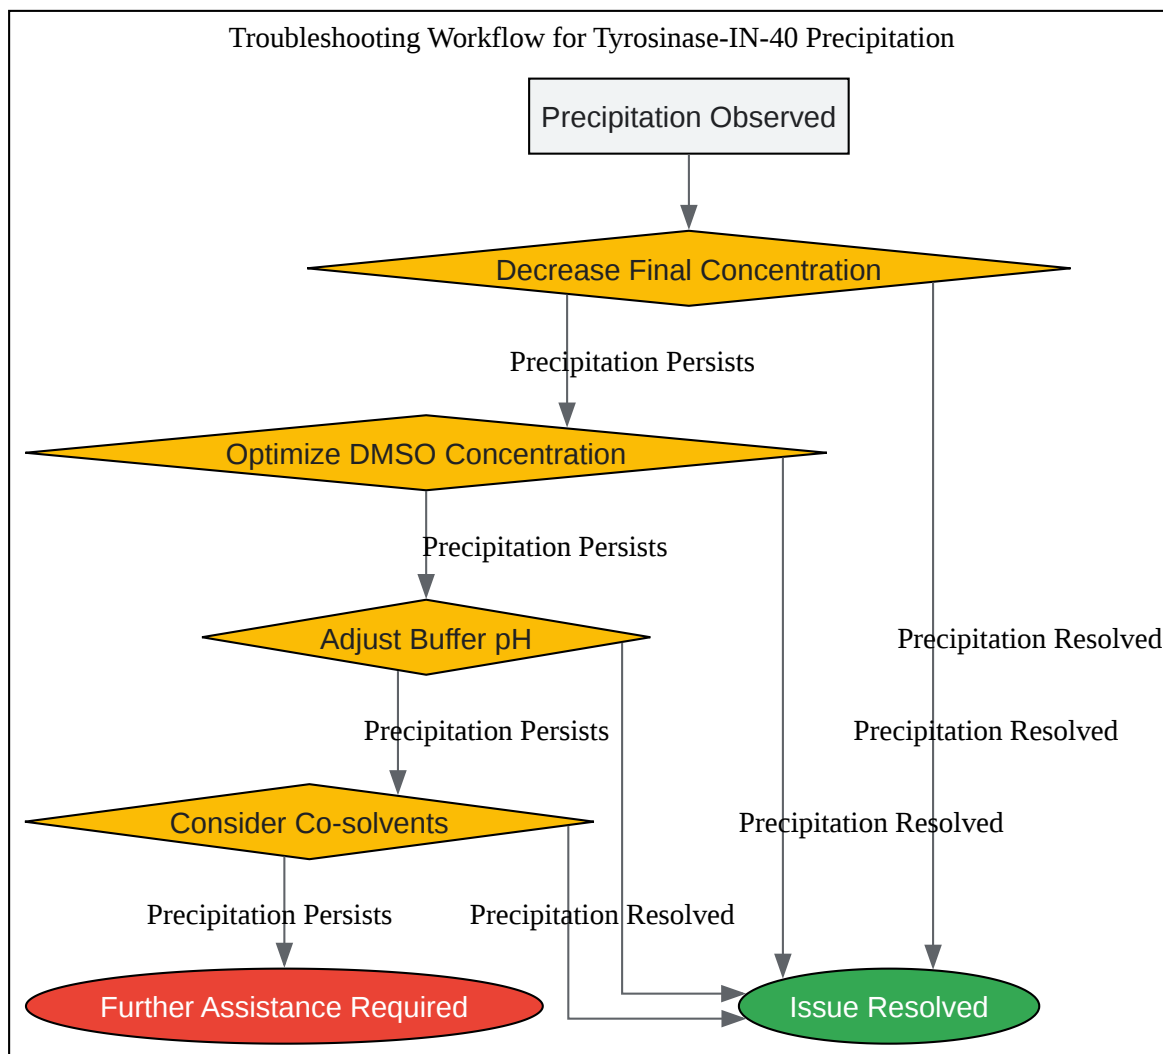 Troubleshooting Workflow for Tyrosinase-IN-40 Precipitation
Precipitation Observed
Decrease Final Concentration
Precipitation Persists
Optimize DMSO Concentration
Precipitation Persists
Adjust Buffer pH
Precipitation Resolved
Precipitation Persists
Precipitation Resolved
Consider Co-solvents
Precipitation Resolved
Precipitation Persists
Precipitation Resolved
Further Assistance Required
Issue Resolved